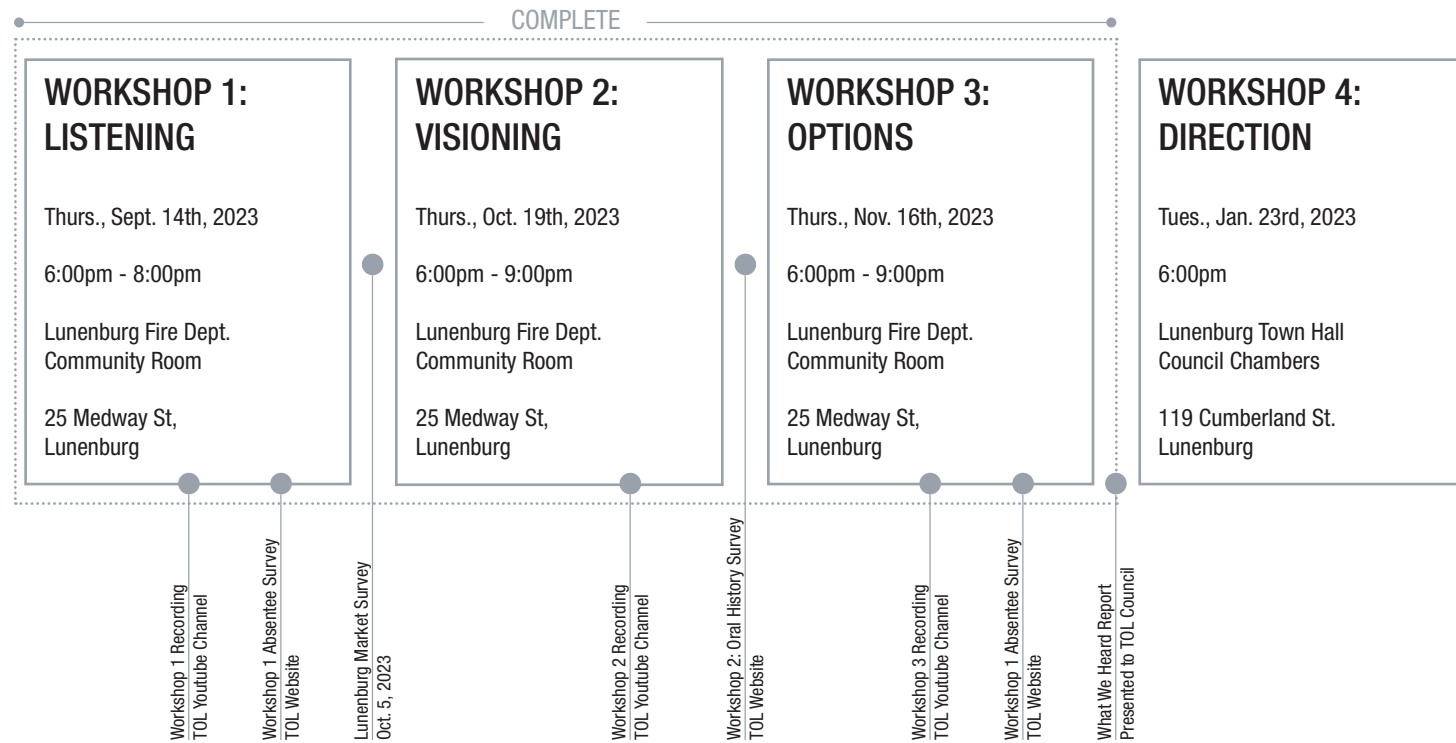 COMPLETE
WORKSHOP 1:
LISTENING
Thurs., Sept. 14th, 2023
6:00pm - 8:00pm
Lunenburg Fire Dept.
Community Room
25 Medway St,
Lunenburg
WORKSHOP 2:
VISIONING
Thurs., Oct. 19th, 2023
6:00pm - 9:00pm
Lunenburg Fire Dept.
Community Room
25 Medway St,
Lunenburg
WORKSHOP 3:
OPTIONS
Thurs., Nov. 16th, 2023
6:00pm - 9:00pm
Lunenburg Fire Dept.
Community Room
25 Medway St,
Lunenburg
WORKSHOP 4:
DIRECTION
Tues., Jan. 23rd, 2023
6:00pm
Lunenburg Town Hall
Council Chambers
119 Cumberland St.
Lunenburg
Workshop 1 Recording
TOL Youtube Channel
Workshop 1 Absentee Survey
TOL Website
Lunenburg Market Survey
Oct. 5, 2023
Workshop 2 Recording
TOL Youtube Channel
Workshop 2: Oral History Survey
TOL Website
Workshop 3 Recording
TOL Youtube Channel
Workshop 1 Absentee Survey
TOL Website
What We Heard Report
Presented to TOL Council